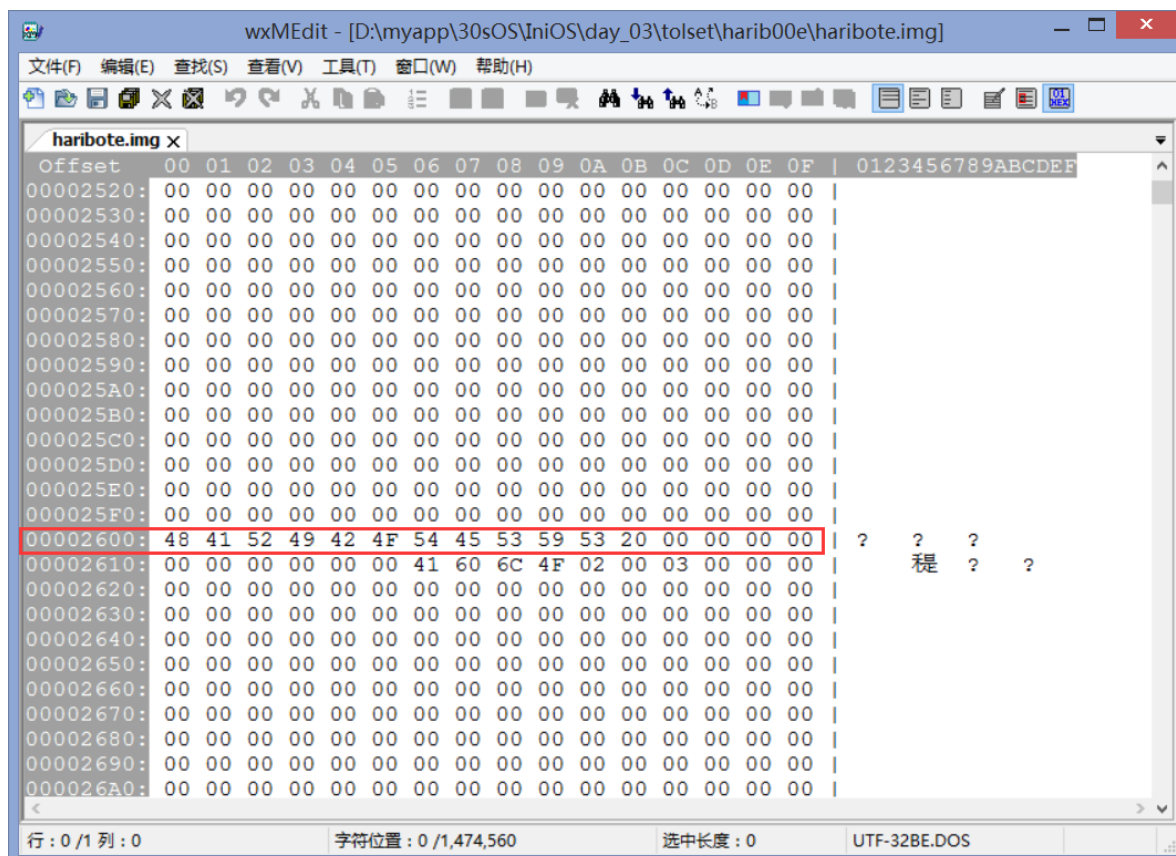 wxMEdit - [D:\myapp\30sOS\IniOS\day_03\tolset\harib00e\haribote.img]
文件(F) 编辑(E) 查找(S) 查看(V) 工具(T) 窗口(W) 帮助(H)
haribote.img x
Offset 00 01 02 03 04 05 06 07 08 09 0A 0B 0C 0D 0E 0F | 0123456789ABCDEF
00002520: 00 00 00 00 00 00 00 00 00 00 00 00 00 00 00 00 |
00002530: 00 00 00 00 00 00 00 00 00 00 00 00 00 00 00 00 |
00002540: 00 00 00 00 00 00 00 00 00 00 00 00 00 00 00 00 |
00002550: 00 00 00 00 00 00 00 00 00 00 00 00 00 00 00 00 |
00002560: 00 00 00 00 00 00 00 00 00 00 00 00 00 00 00 00 |
00002570: 00 00 00 00 00 00 00 00 00 00 00 00 00 00 00 00 |
00002580: 00 00 00 00 00 00 00 00 00 00 00 00 00 00 00 00 |
00002590: 00 00 00 00 00 00 00 00 00 00 00 00 00 00 00 00 |
000025A0: 00 00 00 00 00 00 00 00 00 00 00 00 00 00 00 00 |
000025B0: 00 00 00 00 00 00 00 00 00 00 00 00 00 00 00 00 |
000025C0: 00 00 00 00 00 00 00 00 00 00 00 00 00 00 00 00 |
000025D0: 00 00 00 00 00 00 00 00 00 00 00 00 00 00 00 00 |
000025E0: 00 00 00 00 00 00 00 00 00 00 00 00 00 00 00 00 |
000025F0: 00 00 00 00 00 00 00 00 00 00 00 00 00 00 00 00 |
00002600: 48 41 52 49 42 4F 54 45 53 59 53 20 00 00 00 00 | ? ? ?
00002610: 00 00 00 00 00 00 41 60 6C 4F 02 00 03 00 00 00 | ? ?
00002620: 00 00 00 00 00 00 00 00 00 00 00 00 00 00 00 00 |
00002630: 00 00 00 00 00 00 00 00 00 00 00 00 00 00 00 00 |
00002640: 00 00 00 00 00 00 00 00 00 00 00 00 00 00 00 00 |
00002650: 00 00 00 00 00 00 00 00 00 00 00 00 00 00 00 00 |
00002660: 00 00 00 00 00 00 00 00 00 00 00 00 00 00 00 00 |
00002670: 00 00 00 00 00 00 00 00 00 00 00 00 00 00 00 00 |
00002680: 00 00 00 00 00 00 00 00 00 00 00 00 00 00 00 00 |
00002690: 00 00 00 00 00 00 00 00 00 00 00 00 00 00 00 00 |
000026A0: 00 00 00 00 00 00 00 00 00 00 00 00 00 00 00 00 |
行：0 /1 列：0 字符位置：0 /1,474,560 选中长度：0 UTF-32BE.DOS